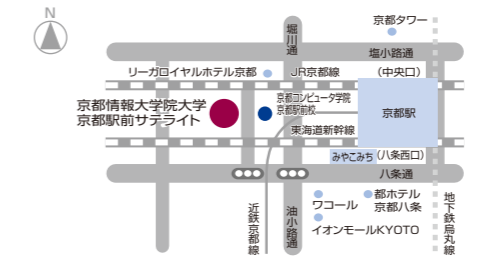 N
京都タワー
堀川通
塩小路通
リーガロイヤルホテル京都
JR京都線
(中央口)
京都情報大学院大学
京都駅前サテライト
京都コンピュータ学院
京都駅前校
京都駅
東海道新幹線
みやこみち
(八条西口)
八条通
近鉄京都線
油小路通
ワコール
都ホテル
京都八条
イオンモールKYOTO
地下鉄烏丸線